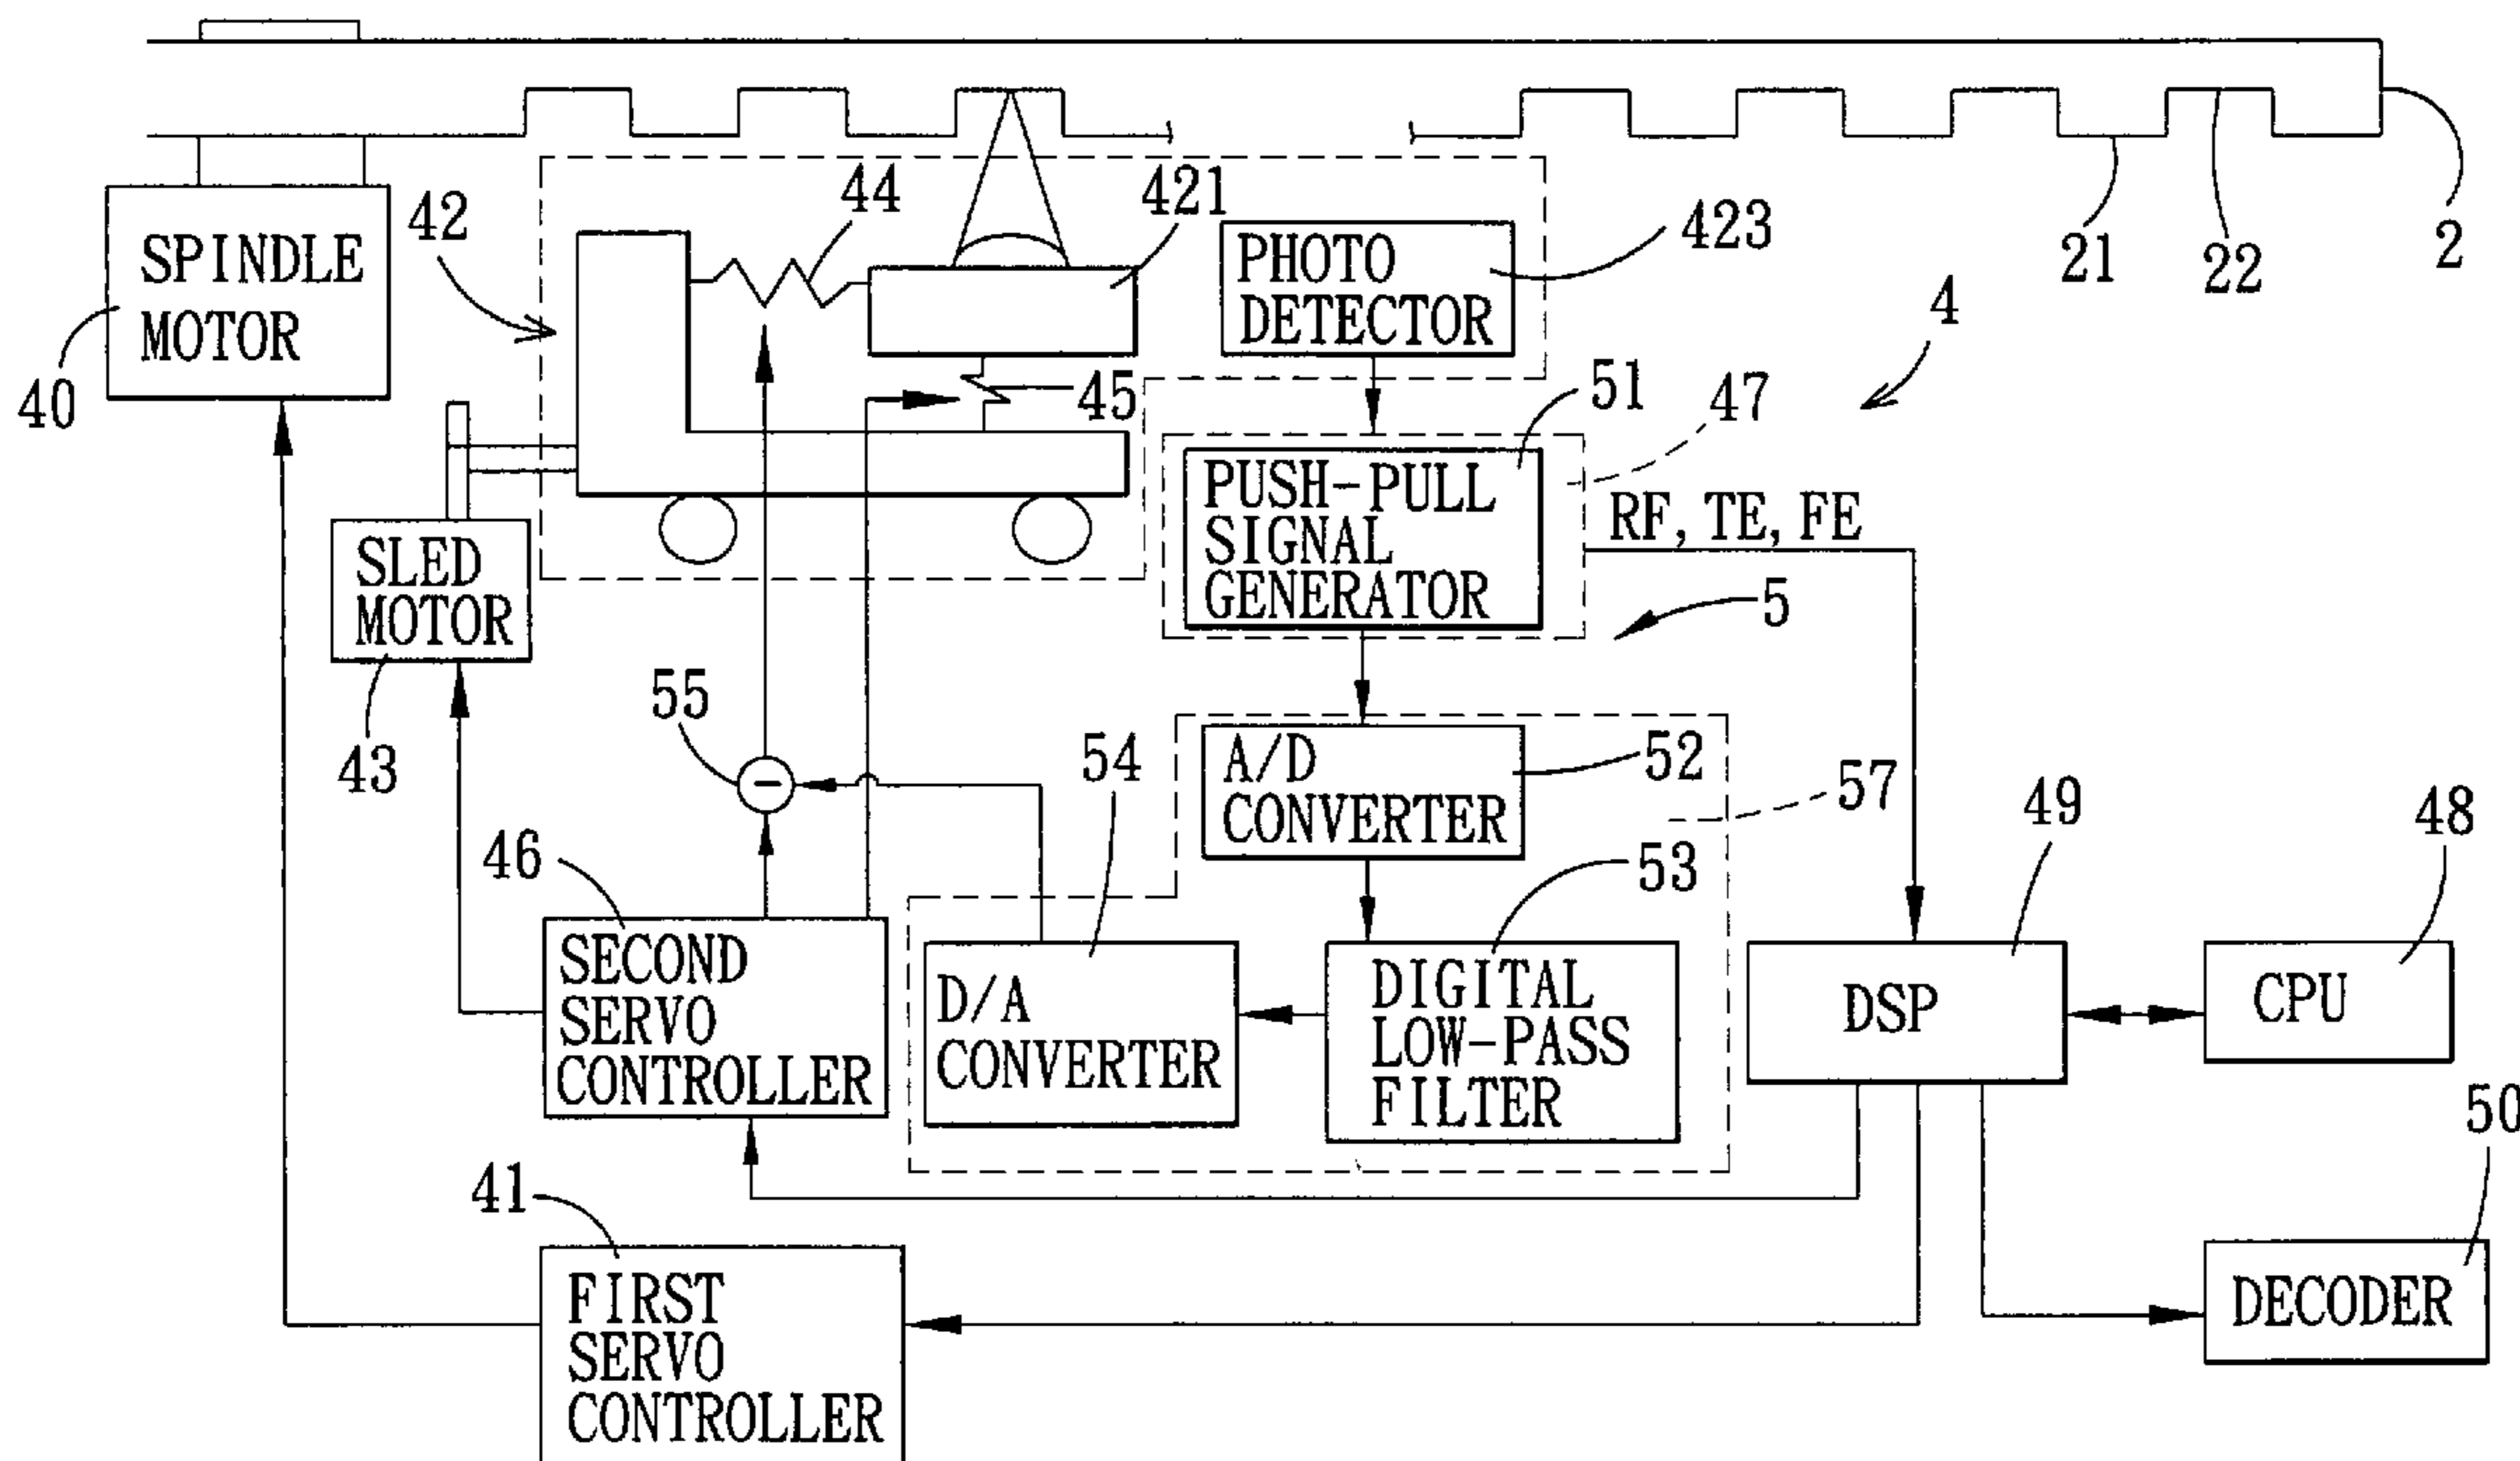 SPINDLE
MOTOR
40
42
44
421
PHOTO
DETECTOR
423
21
22
2
4
45
51
47
PUSH-PULL
SIGNAL
GENERATOR
RF, TE, FE
5
SLED
MOTOR
43
55
54
A/D
CONVERTER
52
57
53
46
49
48
SECOND
SERVO
CONTROLLER
D/A
CONVERTER
DIGITAL
LOW-PASS
FILTER
DSP
CPU
50
41
FIRST
SERVO
CONTROLLER
DECODER